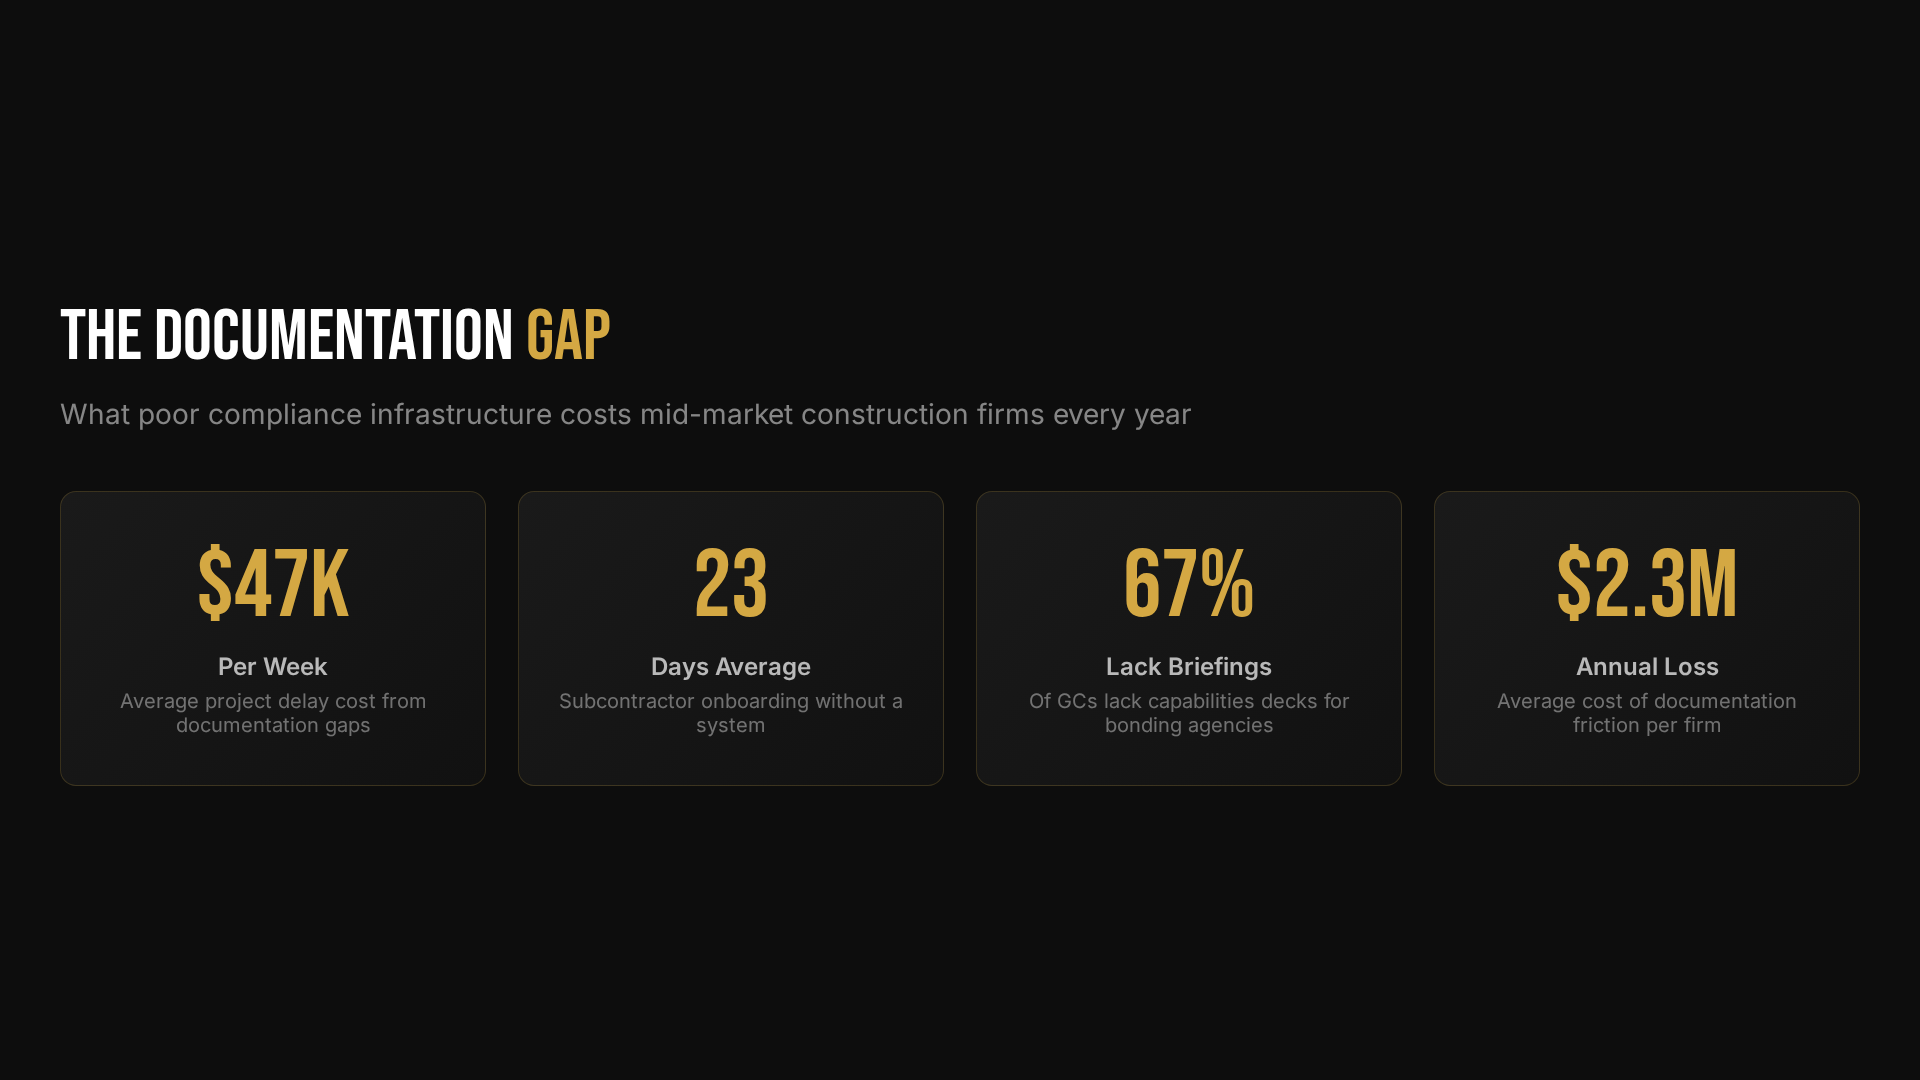 THE DOCUMENTATION GAP
What poor compliance infrastructure costs mid-market construction firms every year
$47K
Per Week
Average project delay cost from
documentation gaps
23
Days Average
Subcontractor onboarding without a
system
67%
Lack Briefings
Of GCs lack capabilities decks for
bonding agencies
$2.3M
Annual Loss
Average cost of documentation
friction per firm